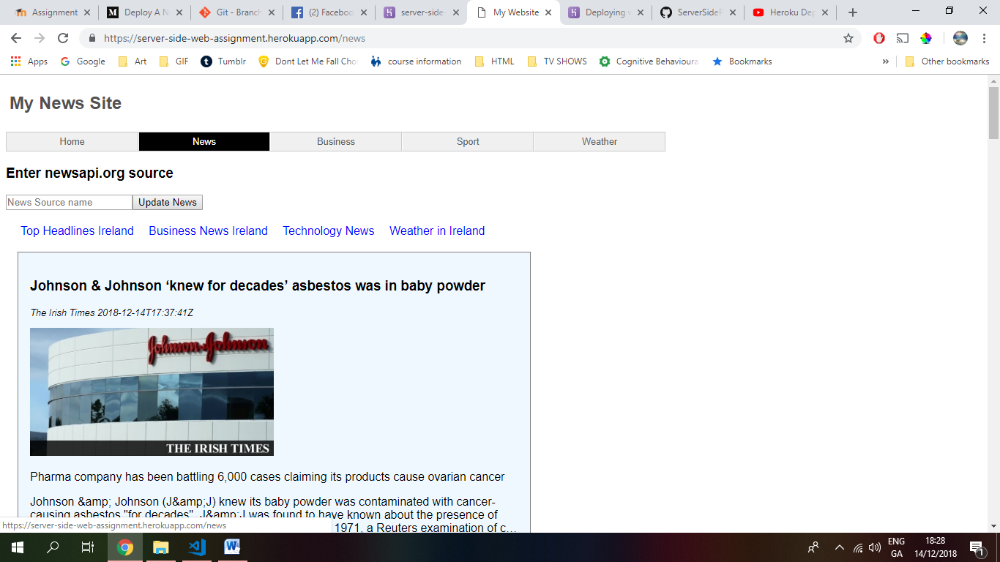 Assignment
Deploy A N
Git - Branch
(2) Faceboo
server-side-
My Website
Deploying w
ServerSideP
Heroku Dep
https://server-side-web-assignment.herokuapp.com/news
Apps
Google
Art
GIF
Tumblr
Dont Let Me Fall Cho
course information
HTML
TV SHOWS
Cognitive Behavioura
Bookmarks
»
Other bookmarks
My News Site
Home
News
Business
Sport
Weather
Enter newsapi.org source
News Source name
Update News
Top Headlines Ireland
Business News Ireland
Technology News
Weather in Ireland
Johnson & Johnson ‘knew for decades’ asbestos was in baby powder
The Irish Times 2018-12-14T17:37:41Z
Johnson & Johnson
THE IRISH TIMES
Pharma company has been battling 6,000 cases claiming its products cause ovarian cancer
Johnson &amp; Johnson (J&amp;J) knew its baby powder was contaminated with cancer-
causing asbestos "for decades". J&amp;J was found to have known about the presence of
1971, a Reuters examination of c…
https://server-side-web-assignment.herokuapp.com/news
ENG
GA
18:28
14/12/2018
1